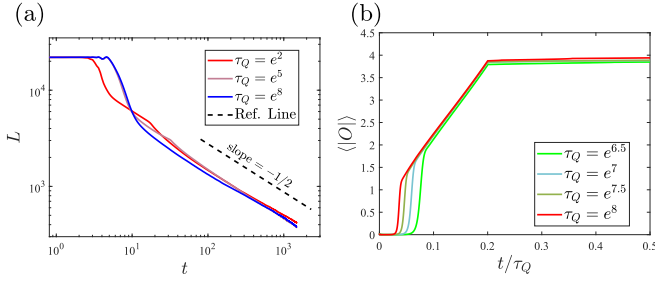 (a)
L
10^4
10^3
τ_Q = e^2
τ_Q = e^5
τ_Q = e^8
Ref. Line
slope = −1/2
10^0 10^1 10^2 10^3
t
(b)
⟨|O|⟩
4.5
4
3.5
3
2.5
2
1.5
1
0.5
0
τ_Q = e^6.5
τ_Q = e^7
τ_Q = e^7.5
τ_Q = e^8
0 0.1 0.2 0.3 0.4 0.5
t/τ_Q